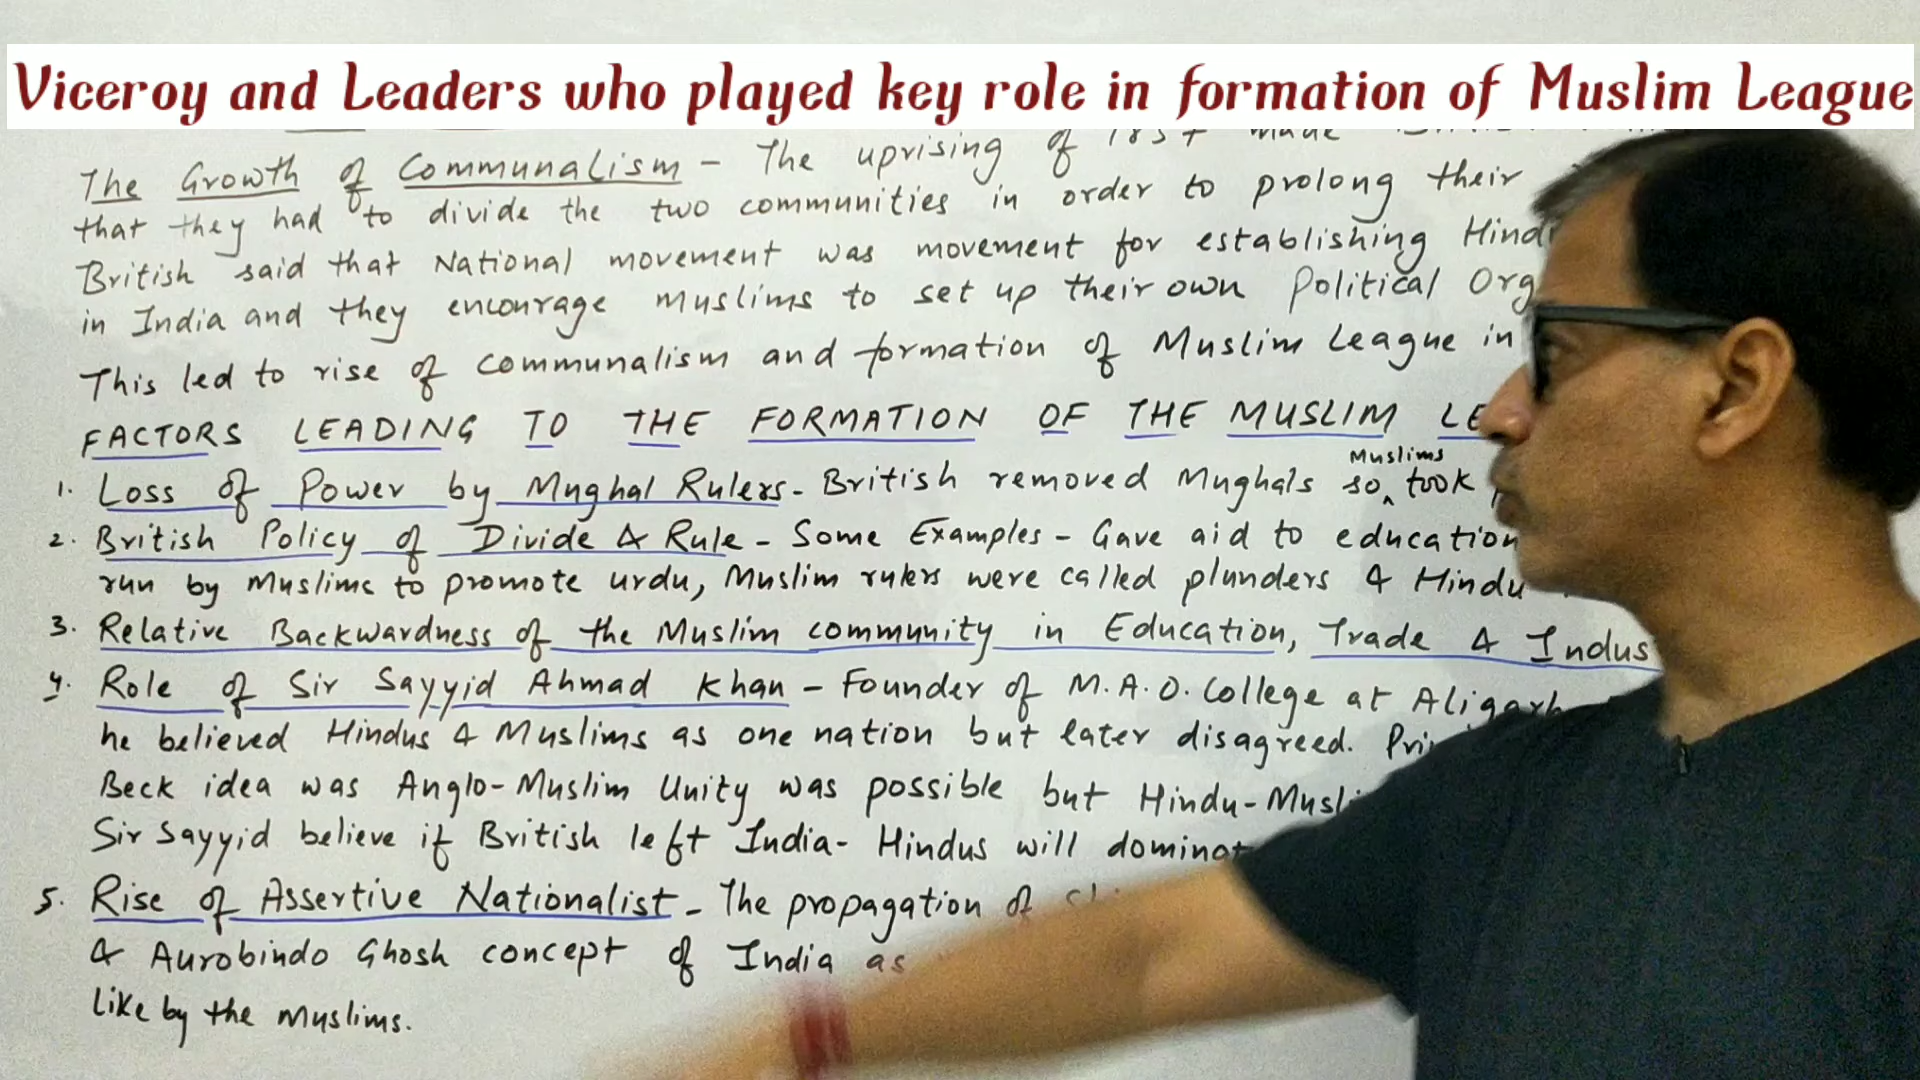 Viceroy and Leaders who played key role in formation of Muslim League
The Growth of Communalism - The uprising of 1857 made
that they had to divide the two communities in order to prolong their
British said that National movement was movement for establishing
in India and they encourage Muslims to set up their own Political
This led to rise of communalism and formation of Muslim League in
FACTORS LEADING TO THE FORMATION OF THE MUSLIM
Muslims
1. Loss of Power by Mughal Rulers - British removed Mughals so ^ took
2. British Policy of Divide & Rule - Some Examples - Gave aid to education
run by Muslims to promote urdu, Muslim rulers were called plunders & Hindu
3. Relative Backwardness of the Muslim community in Education, Trade & Indus
4. Role of Sir Sayyid Ahmad Khan - Founder of M.A.O. College at Aligarh
he believed Hindus & Muslims as one nation but later disagreed.
Beck idea was Anglo-Muslim Unity was possible but Hindu-Musli
Sir Sayyid believe if British left India- Hindus will dominat
5. Rise of Assertive Nationalist - The propagation of
& Aurobindo Ghosh concept of India as
like by the Muslims.